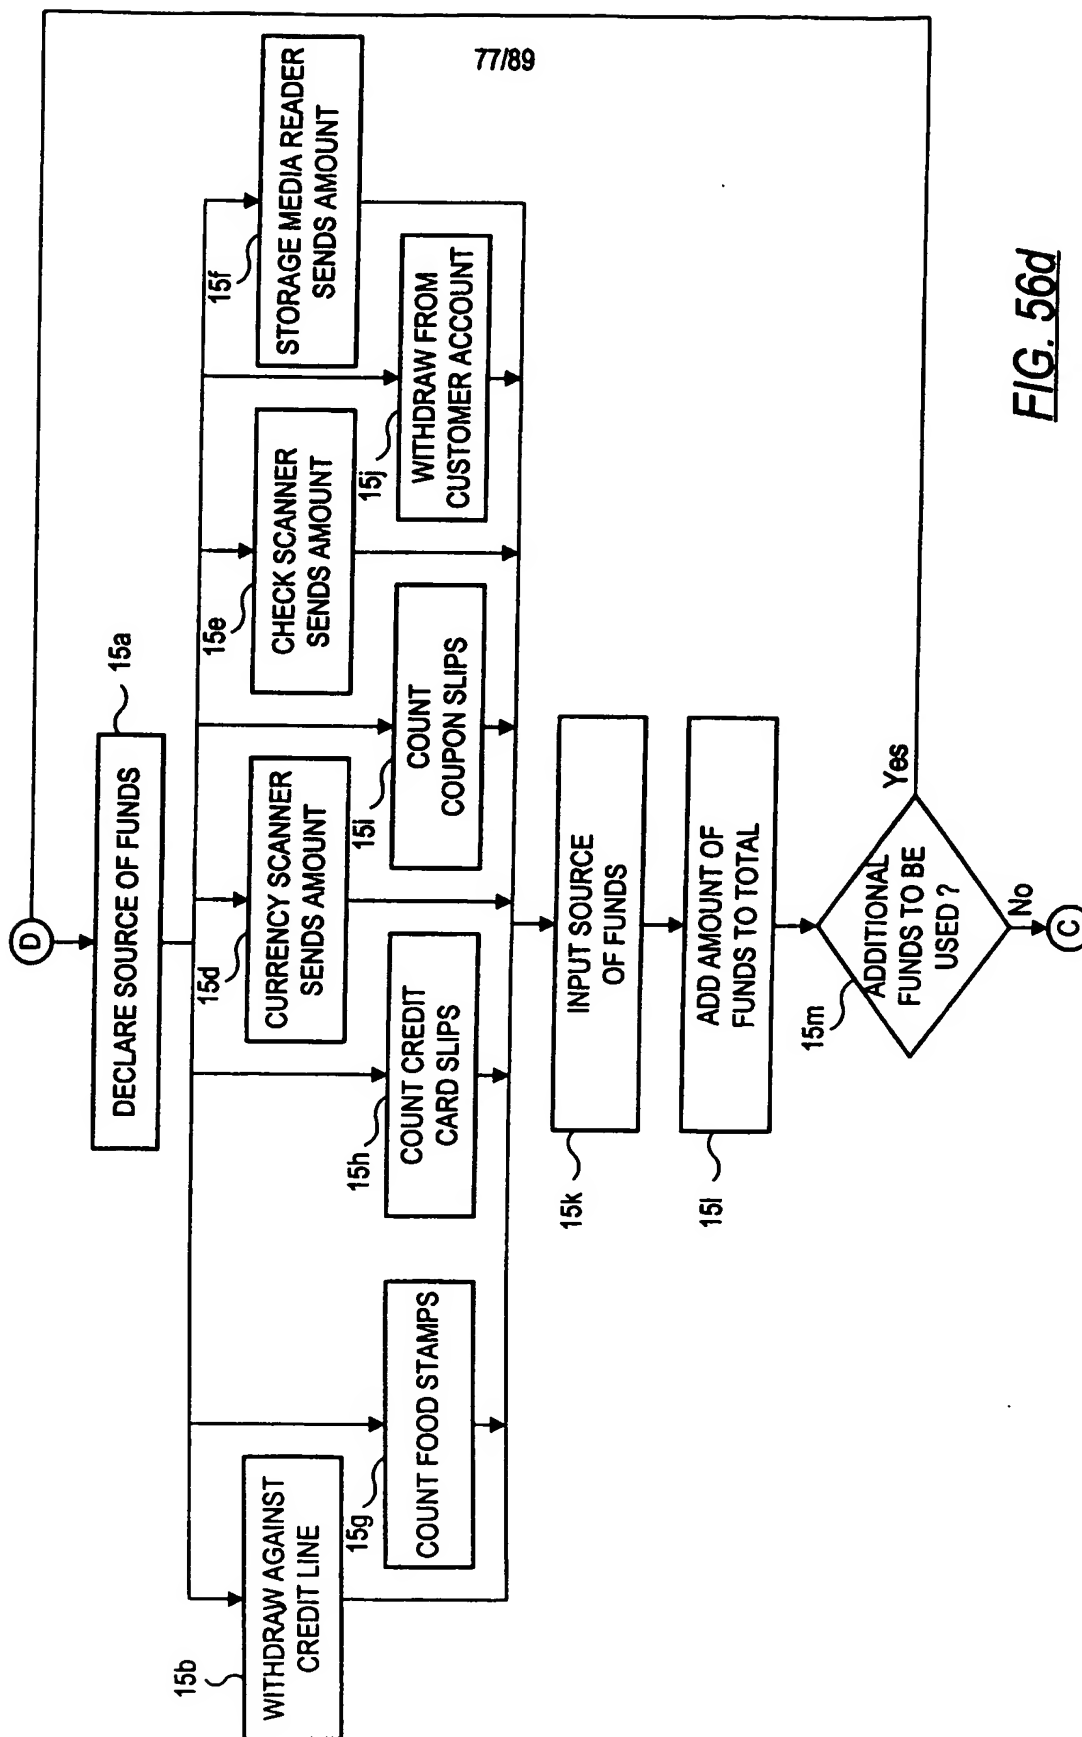 77/89
D
DECLARE SOURCE OF FUNDS
15a
WITHDRAW AGAINST
CREDIT LINE
15b
CURRENCY SCANNER
SENDS AMOUNT
15d
CHECK SCANNER
SENDS AMOUNT
15e
STORAGE MEDIA READER
SENDS AMOUNT
15f
COUNT FOOD STAMPS
15g
COUNT CREDIT
CARD SLIPS
15h
COUNT
COUPON SLIPS
15i
WITHDRAW FROM
CUSTOMER ACCOUNT
15j
INPUT SOURCE
OF FUNDS
15k
ADD AMOUNT OF
FUNDS TO TOTAL
15l
ADDITIONAL
FUNDS TO BE
USED ?
15m
Yes
No
C
FIG. 56d